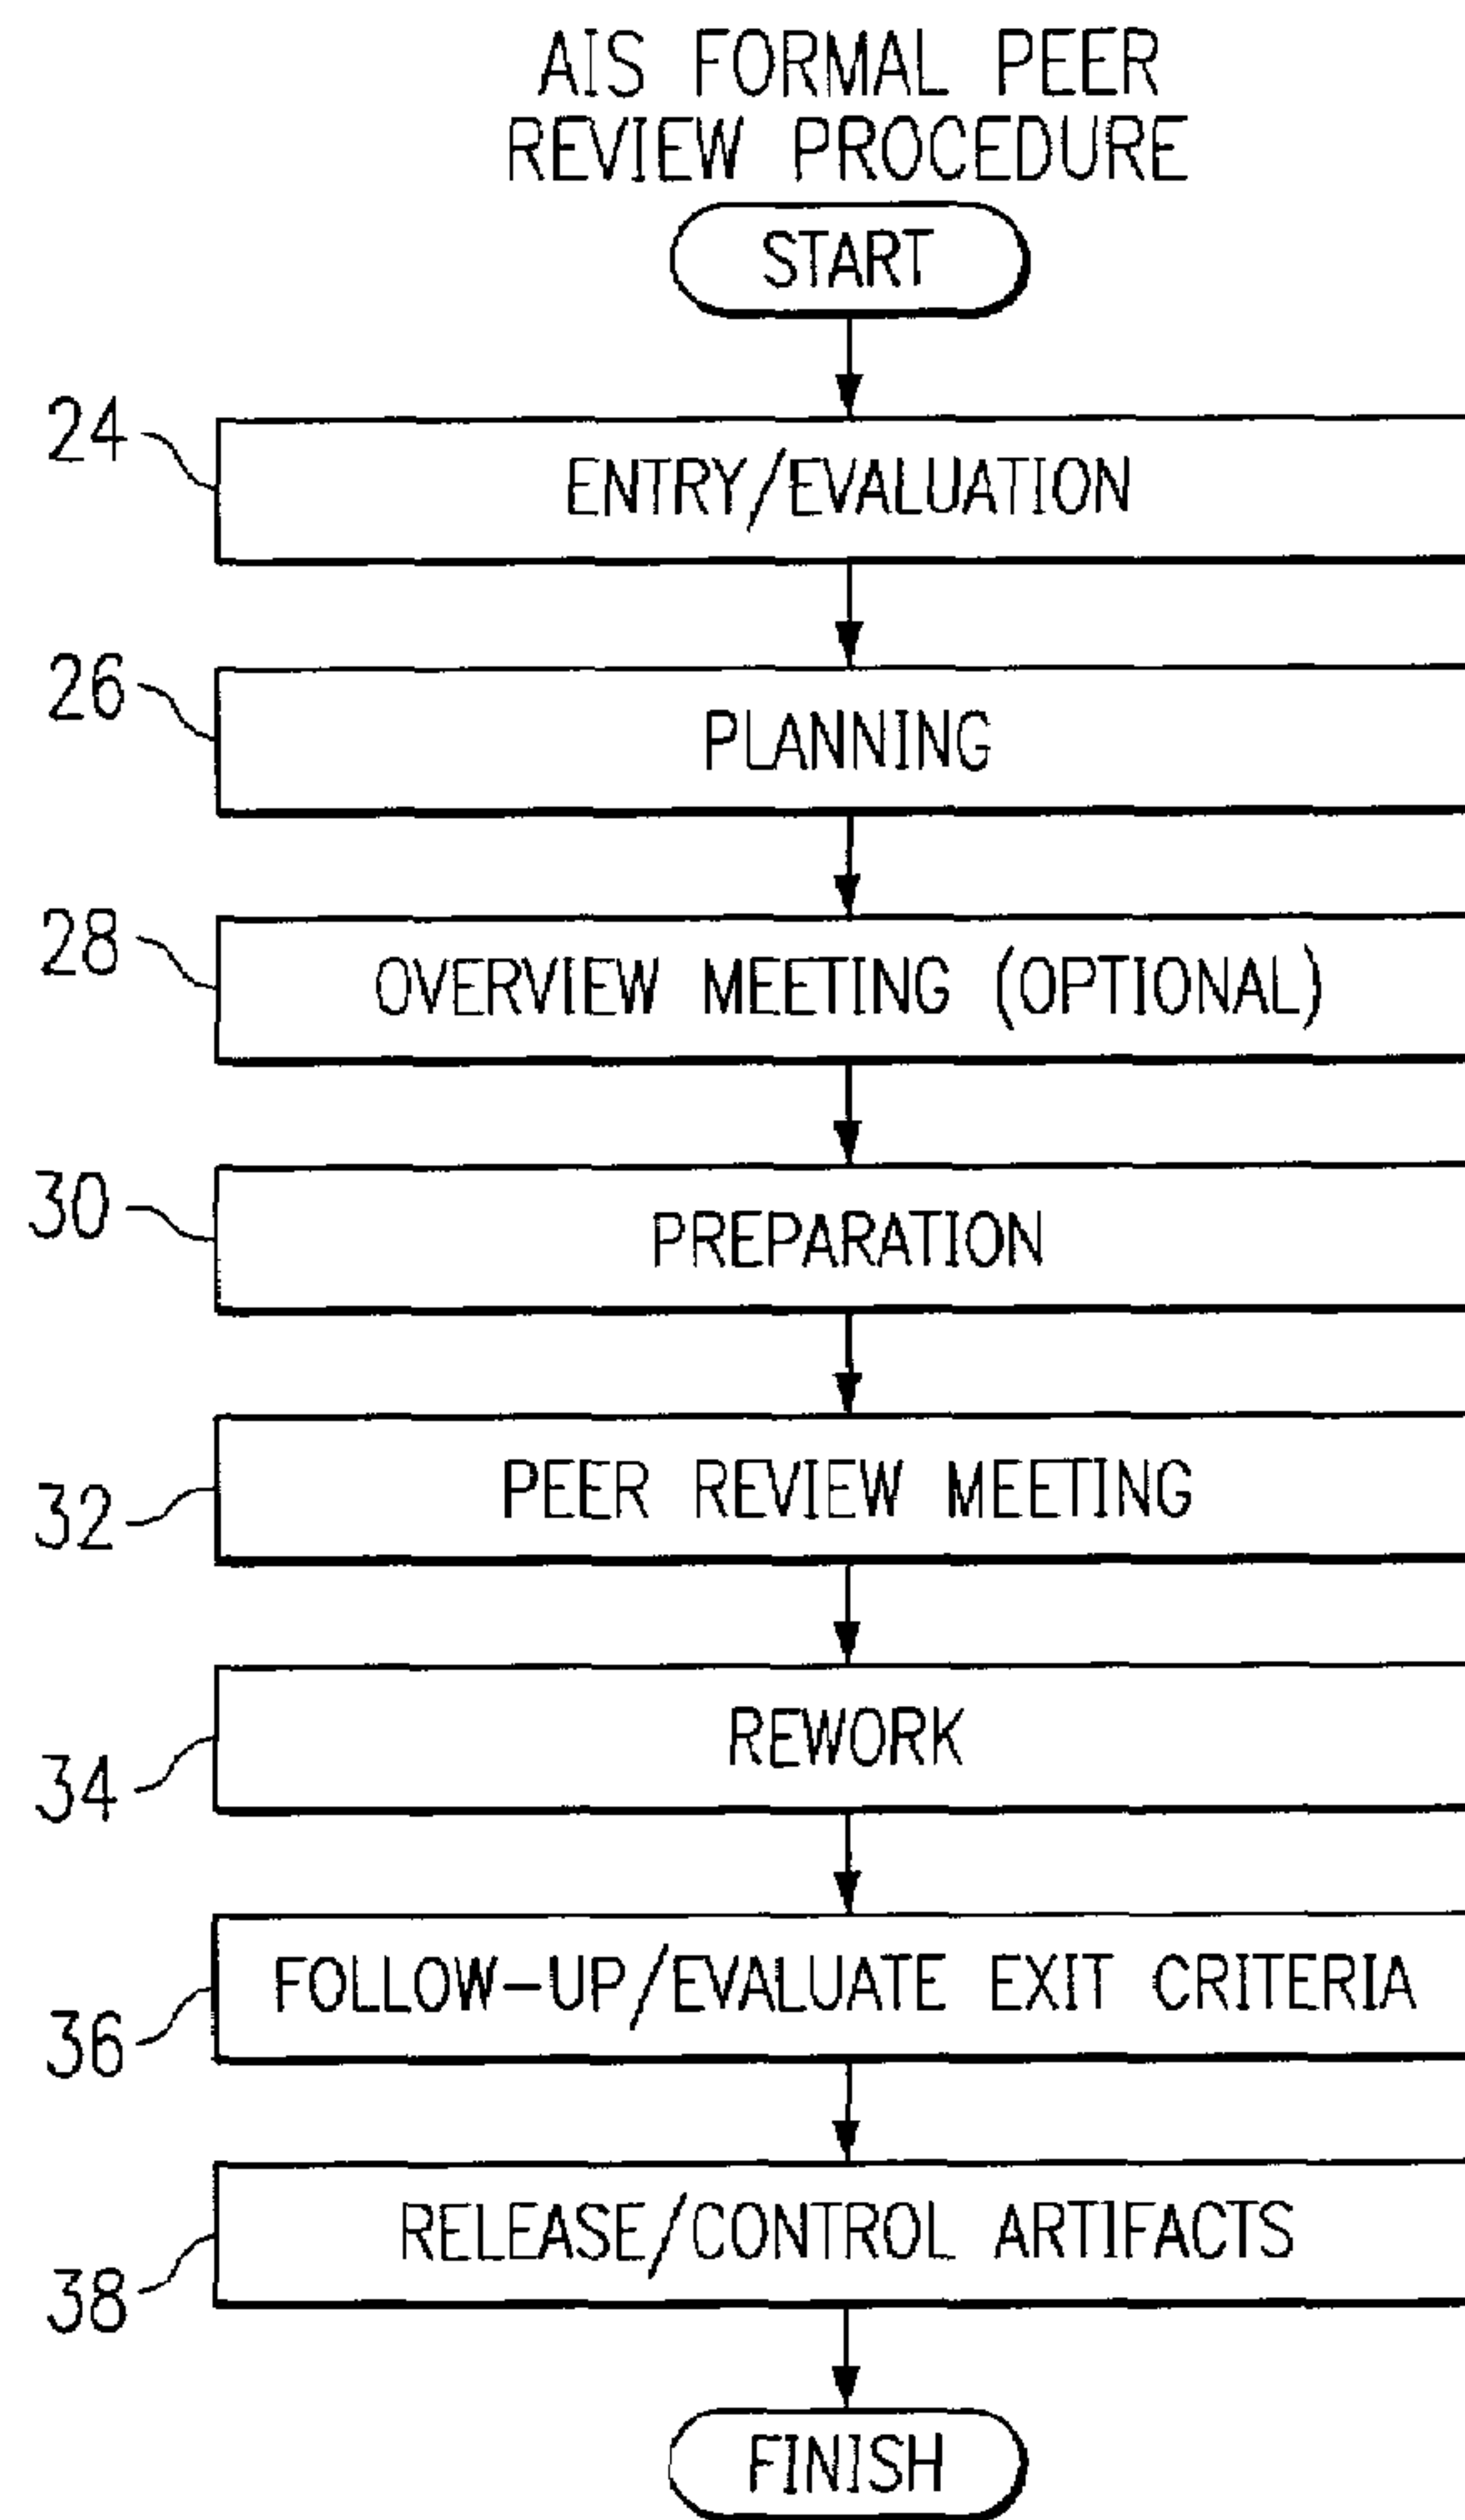 AIS FORMAL PEER
REVIEW PROCEDURE
START
24
ENTRY/EVALUATION
26
PLANNING
28
OVERVIEW MEETING (OPTIONAL)
30
PREPARATION
32
PEER REVIEW MEETING
34
REWORK
36
FOLLOW-UP/EVALUATE EXIT CRITERIA
38
RELEASE/CONTROL ARTIFACTS
FINISH